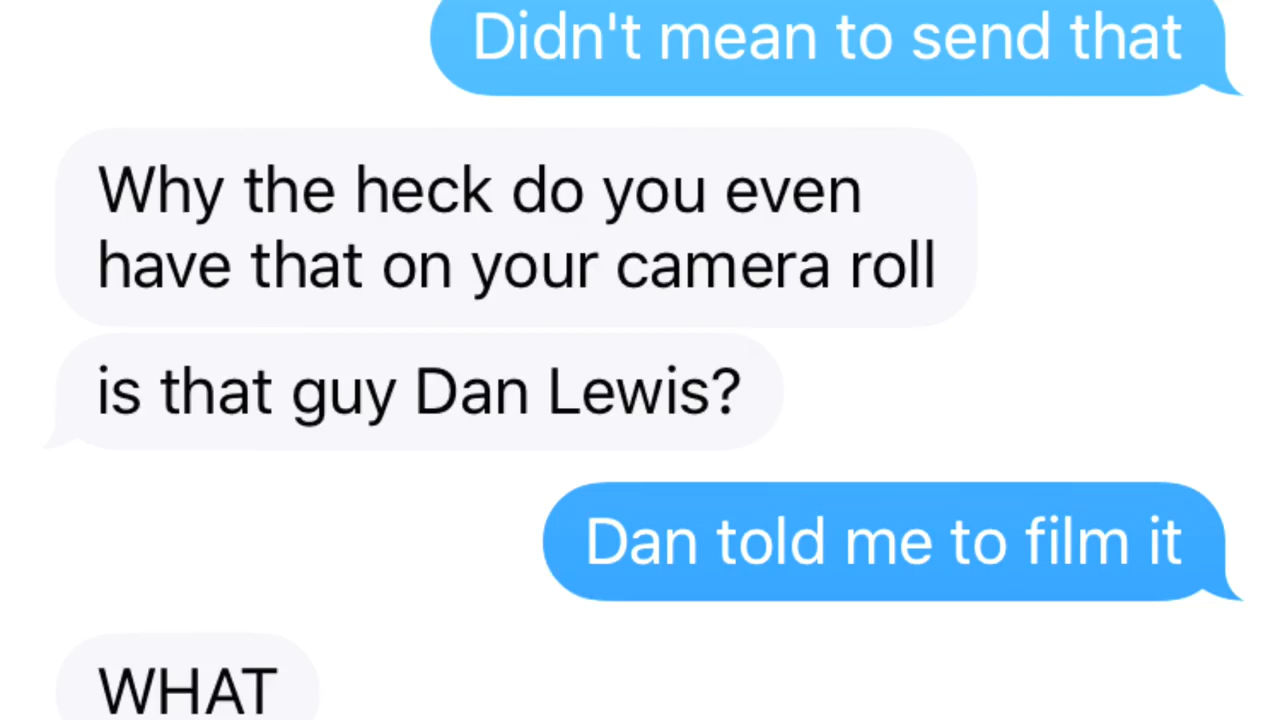 Didn't mean to send that
Why the heck do you even
have that on your camera roll
is that guy Dan Lewis?
Dan told me to film it
WHAT